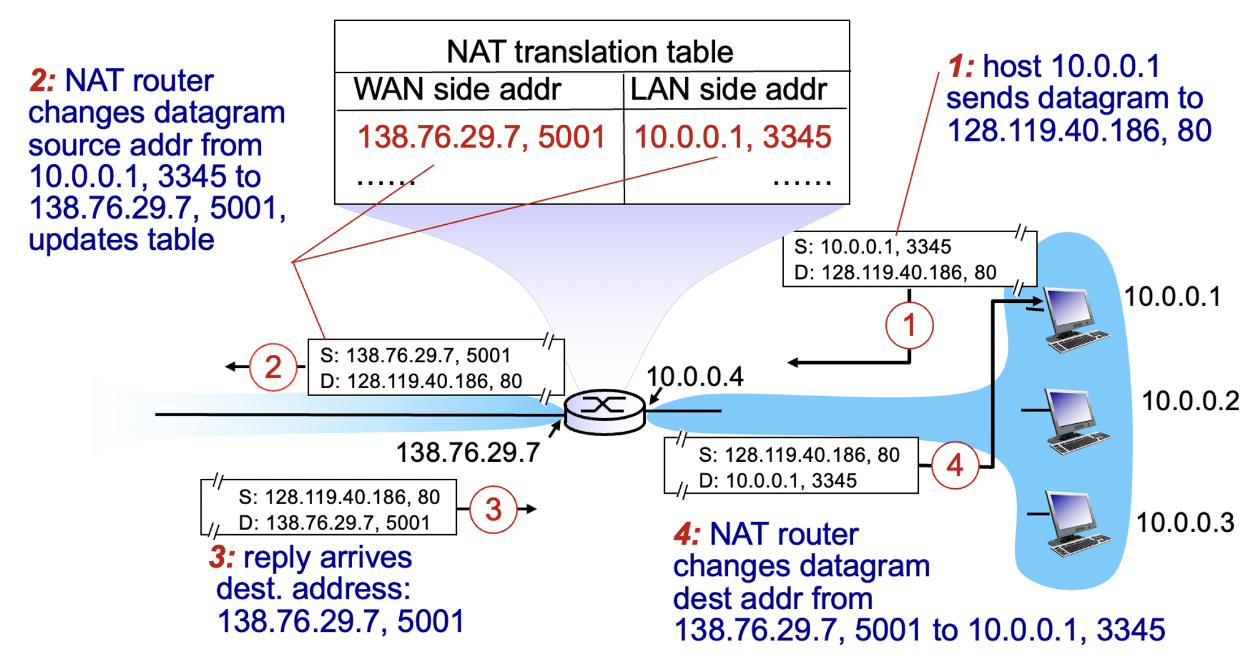 NAT translation table
WAN side addr
LAN side addr
138.76.29.7, 5001
10.0.0.1, 3345
......
......
2: NAT router
changes datagram
source addr from
10.0.0.1, 3345 to
138.76.29.7, 5001,
updates table
1: host 10.0.0.1
sends datagram to
128.119.40.186, 80
S: 10.0.0.1, 3345
D: 128.119.40.186, 80
1
10.0.0.1
S: 138.76.29.7, 5001
D: 128.119.40.186, 80
2
10.0.0.4
10.0.0.2
138.76.29.7
S: 128.119.40.186, 80
D: 10.0.0.1, 3345
4
S: 128.119.40.186, 80
D: 138.76.29.7, 5001
3
10.0.0.3
3: reply arrives
dest. address:
138.76.29.7, 5001
4: NAT router
changes datagram
dest addr from
138.76.29.7, 5001 to 10.0.0.1, 3345